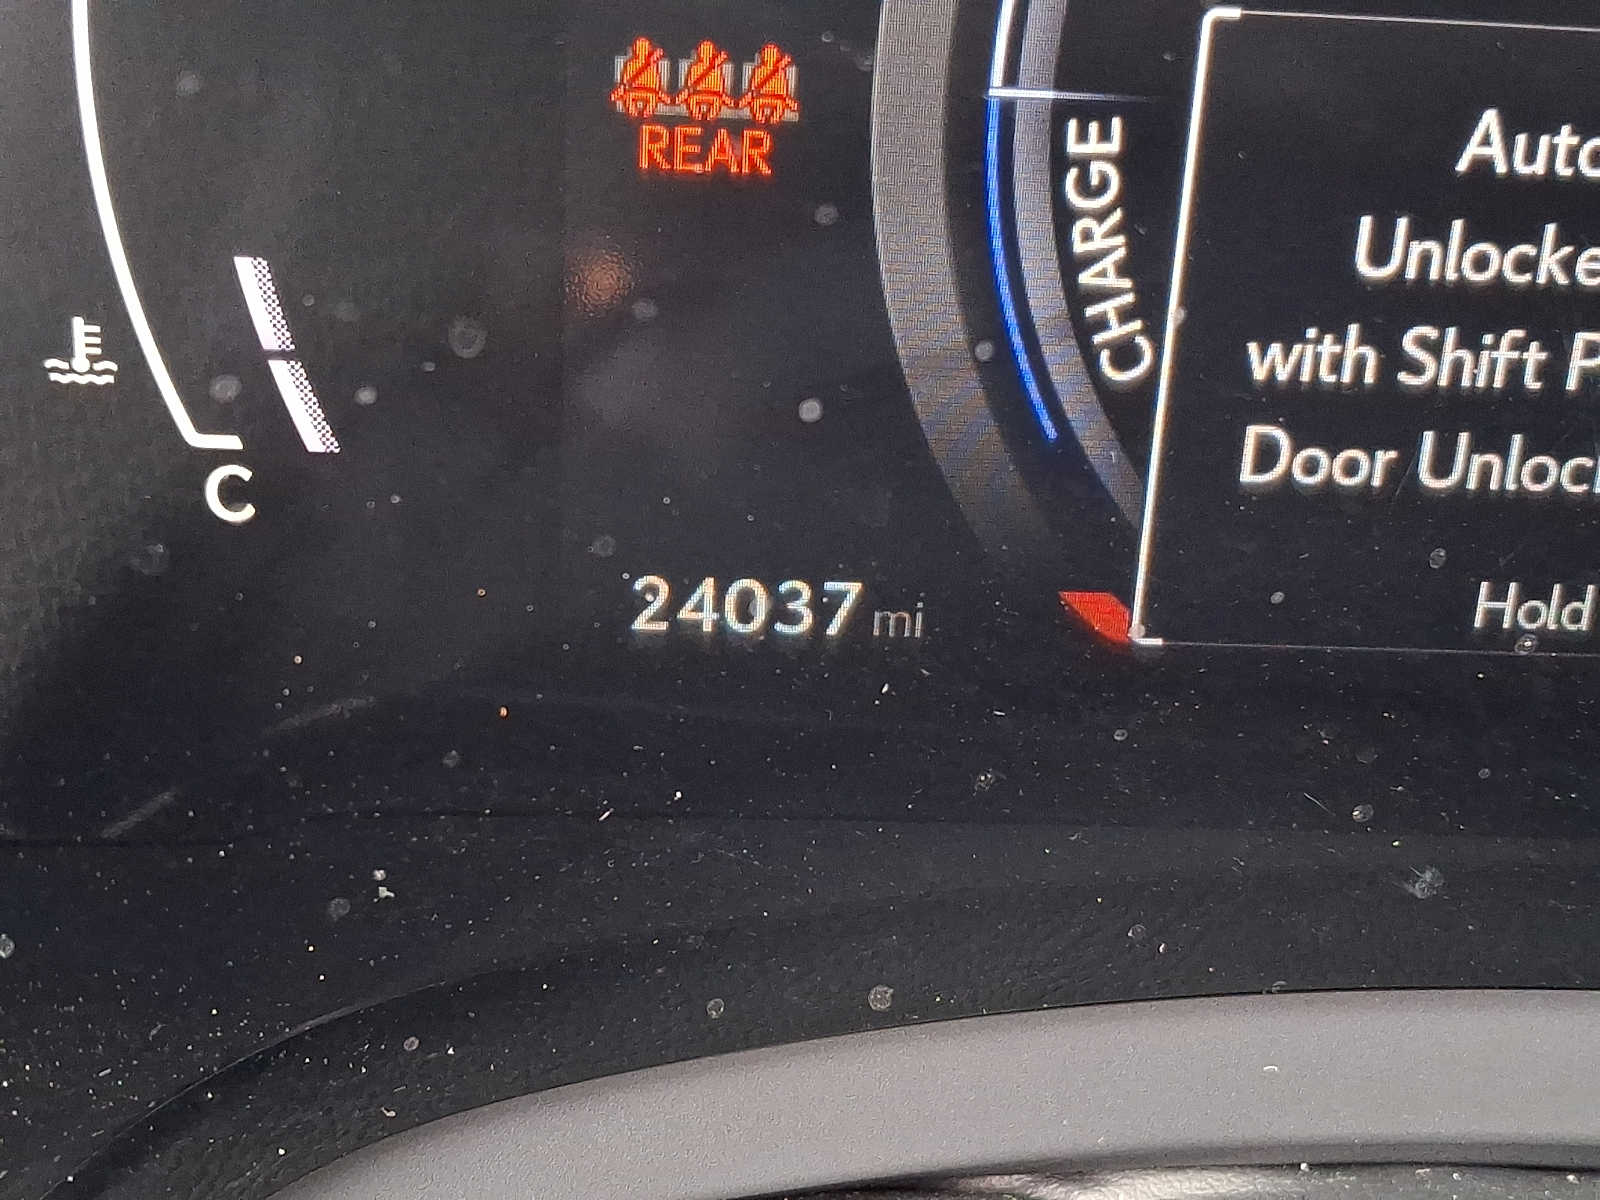 REAR
CHARGE
C
24037 mi
Auto
Unlocke
with Shift P
Door Unlock
Hold